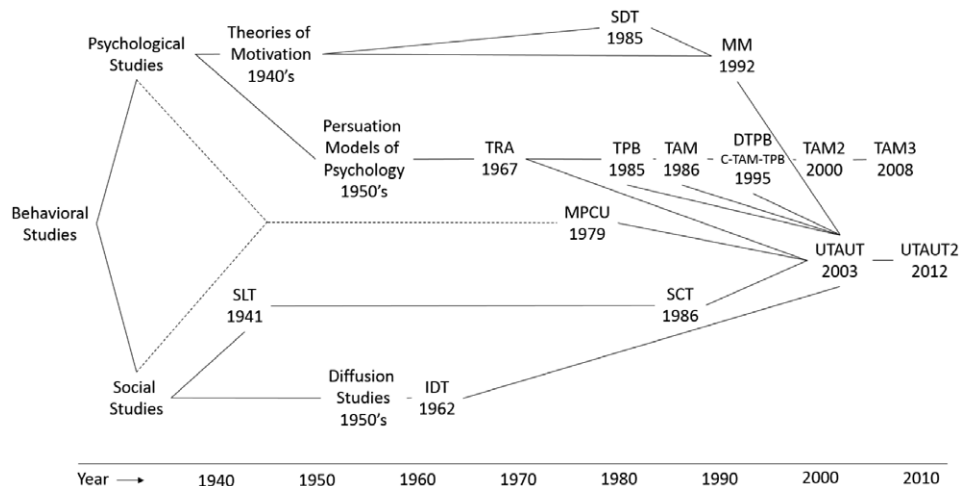 Psychological
Studies
Theories of
Motivation
1940's
SDT
1985
MM
1992
Persuation
Models of
Psychology
1950's
TRA
1967
TPB
1985
TAM
1986
DTPB
C-TAM-TPB
1995
TAM2
2000
TAM3
2008
Behavioral
Studies
MPCU
1979
UTAUT
2003
UTAUT2
2012
SLT
1941
SCT
1986
Social
Studies
Diffusion
Studies
1950's
IDT
1962
Year 1940 1950 1960 1970 1980 1990 2000 2010